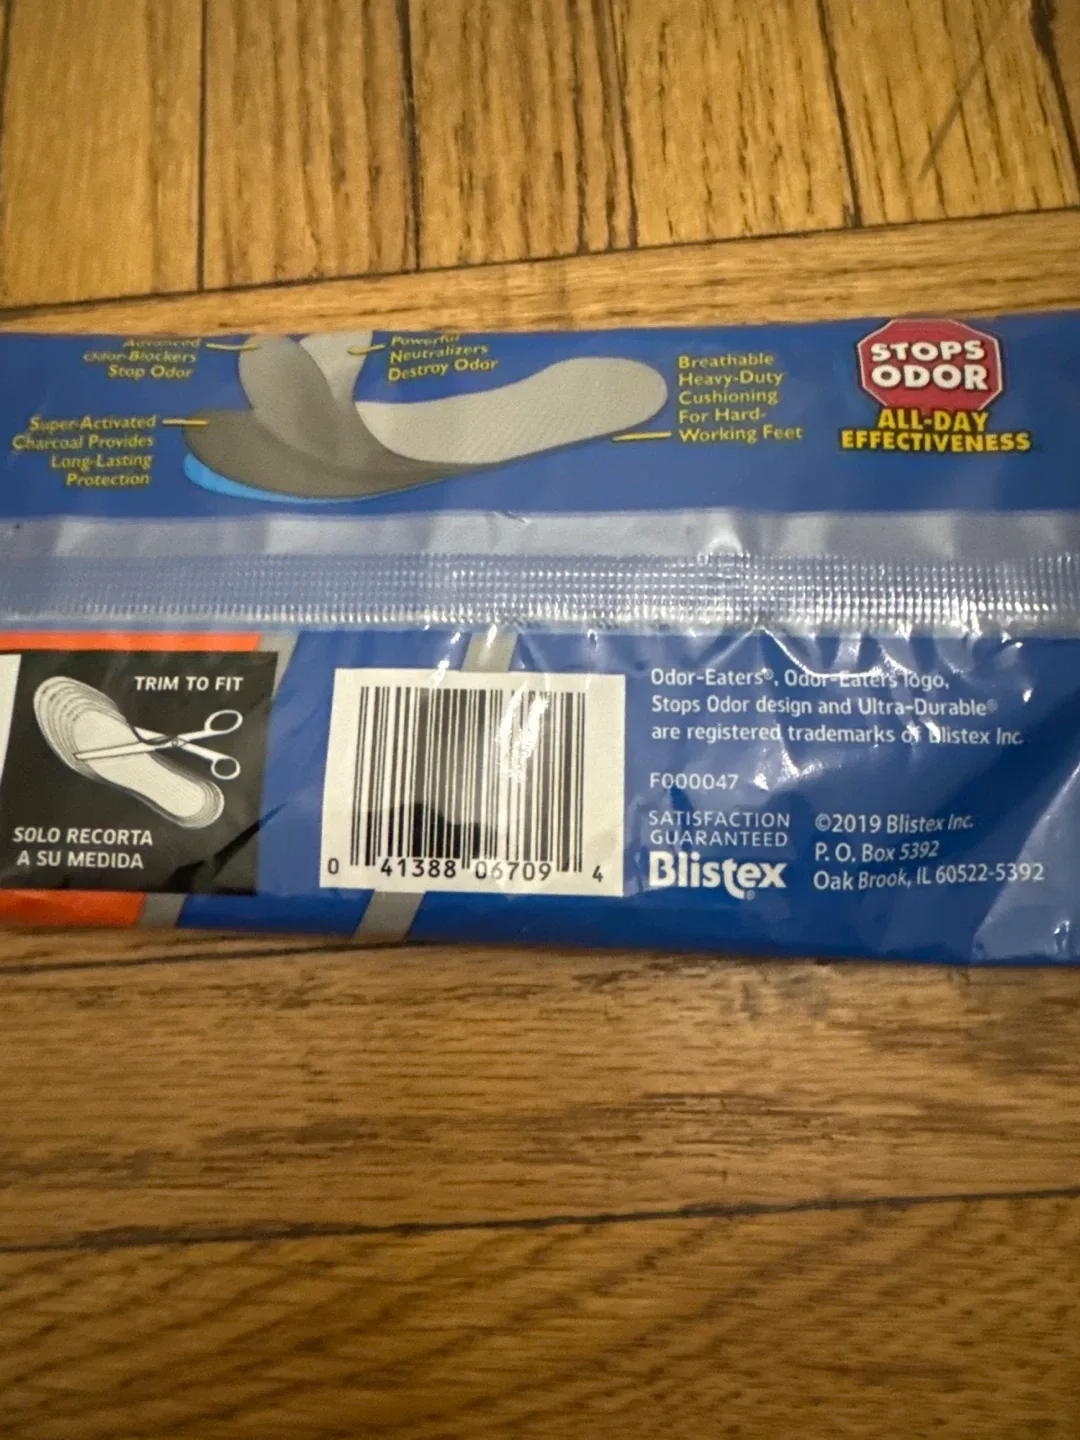 Advanced
Odor-Blockers
Stop Odor
Powerful
Neutralizers
Destroy Odor
Super-Activated
Charcoal Provides
Long-Lasting
Protection
Breathable
Heavy-Duty
Cushioning
For Hard-
Working Feet
STOPS
ODOR
ALL-DAY
EFFECTIVENESS
TRIM TO FIT
SOLO RECORTA
A SU MEDIDA
0 41388 06709 4
Odor-Eaters®, Odor-Eaters logo,
Stops Odor design and Ultra-Durable®
are registered trademarks of Blistex Inc.
F000047
SATISFACTION
GUARANTEED
Blistex®
©2019 Blistex Inc.
P. O. Box 5392
Oak Brook, IL 60522-5392